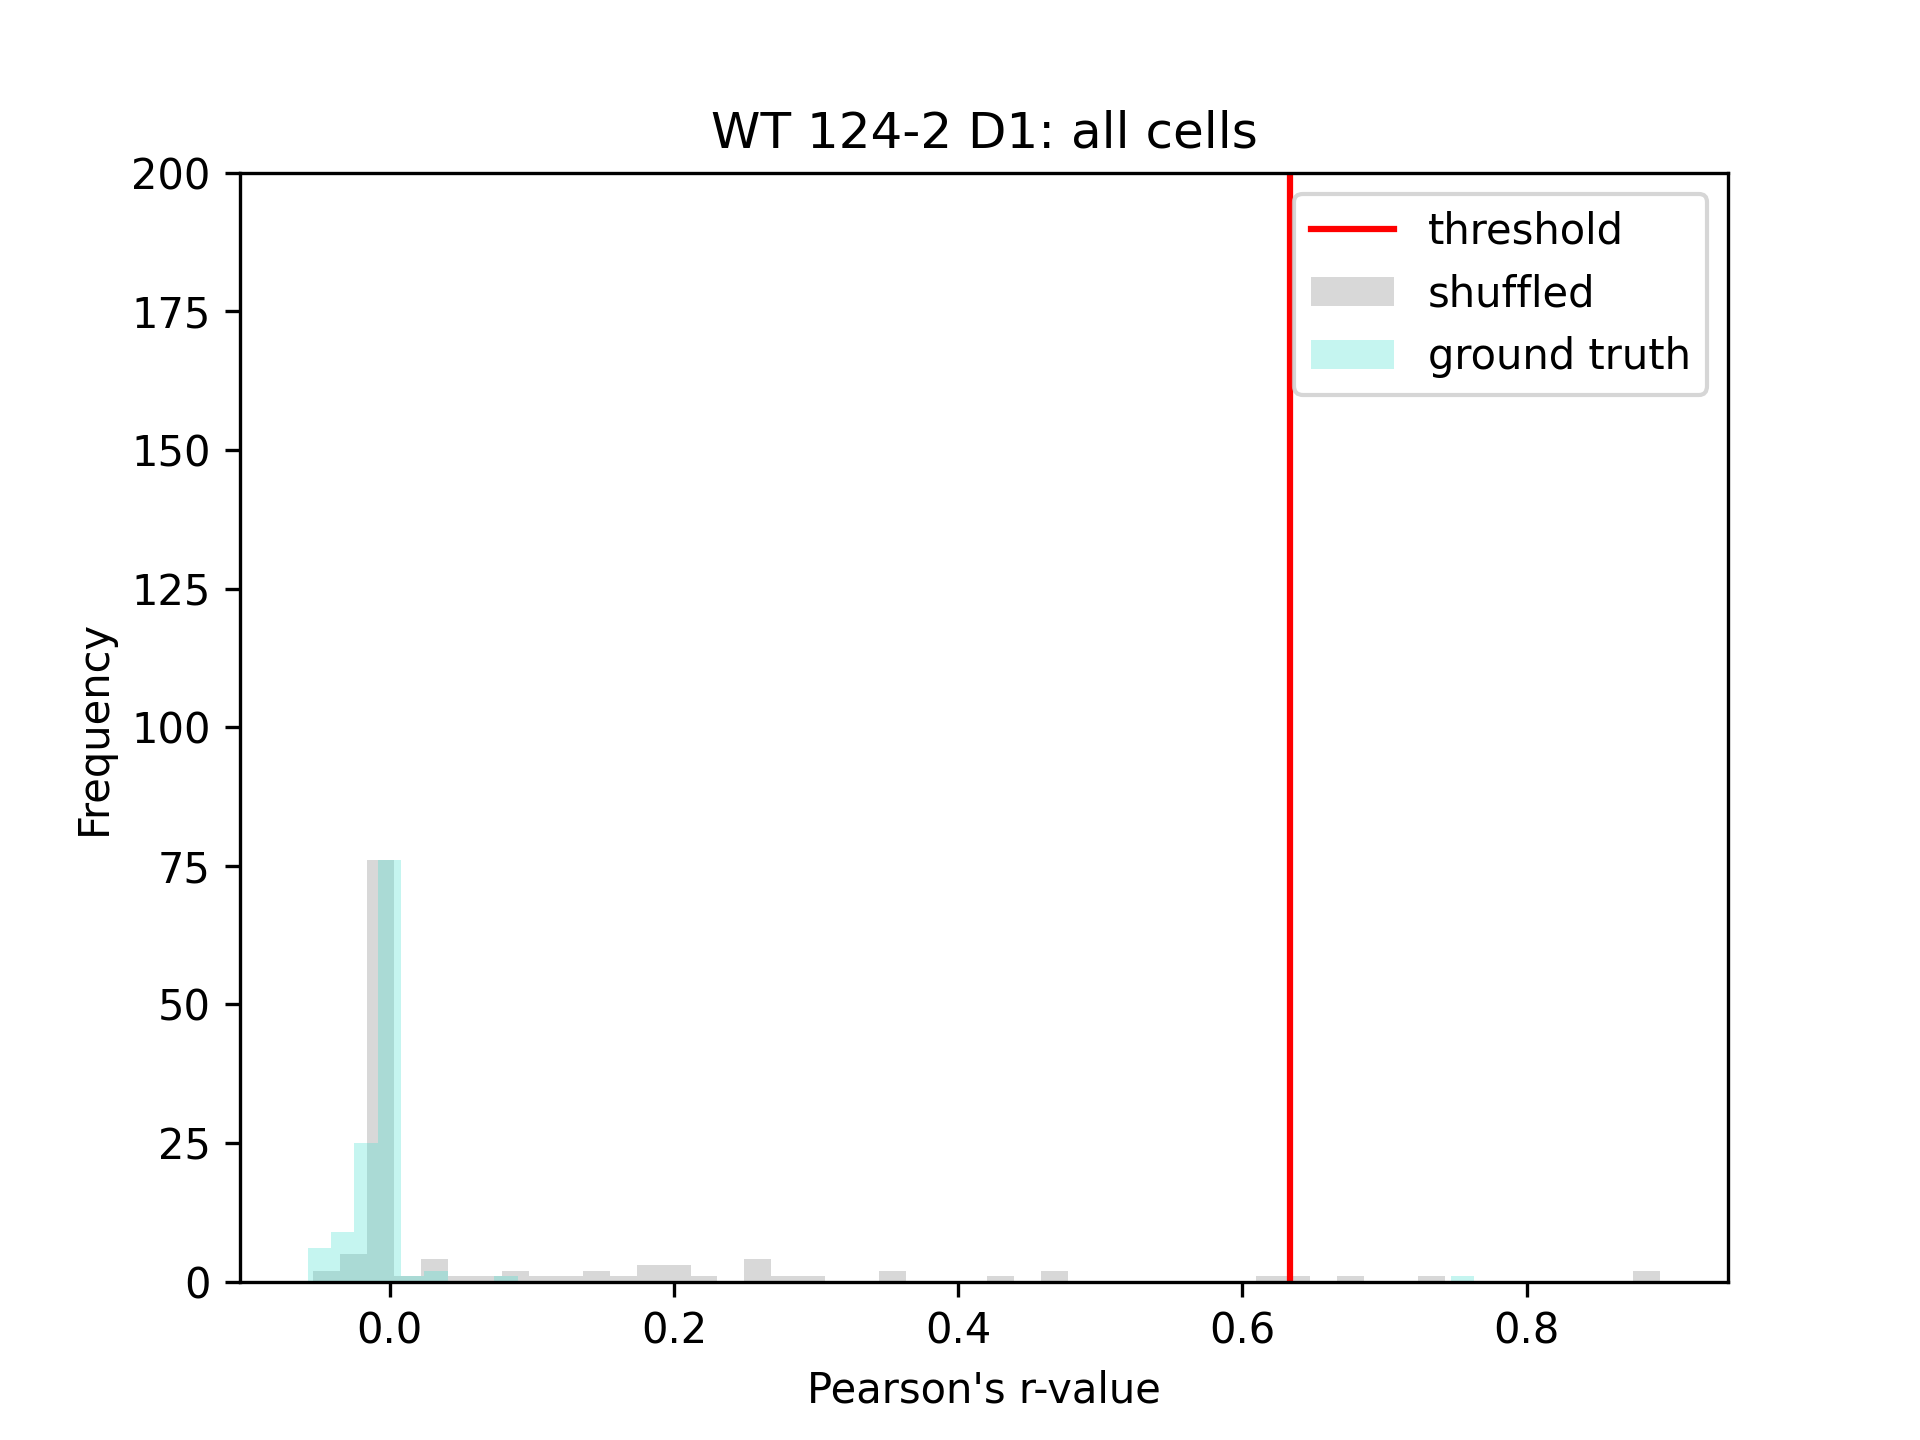 WT 124-2 D1: all cells
200
175
150
125
100
75
50
25
0
Frequency
threshold
shuffled
ground truth
0.0 0.2 0.4 0.6 0.8
Pearson's r-value